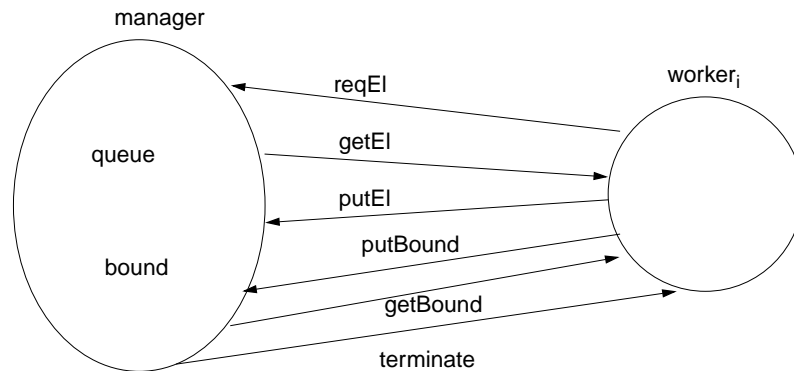 manager
worker_i
reqEl
getEl
queue
putEl
putBound
bound
getBound
terminate